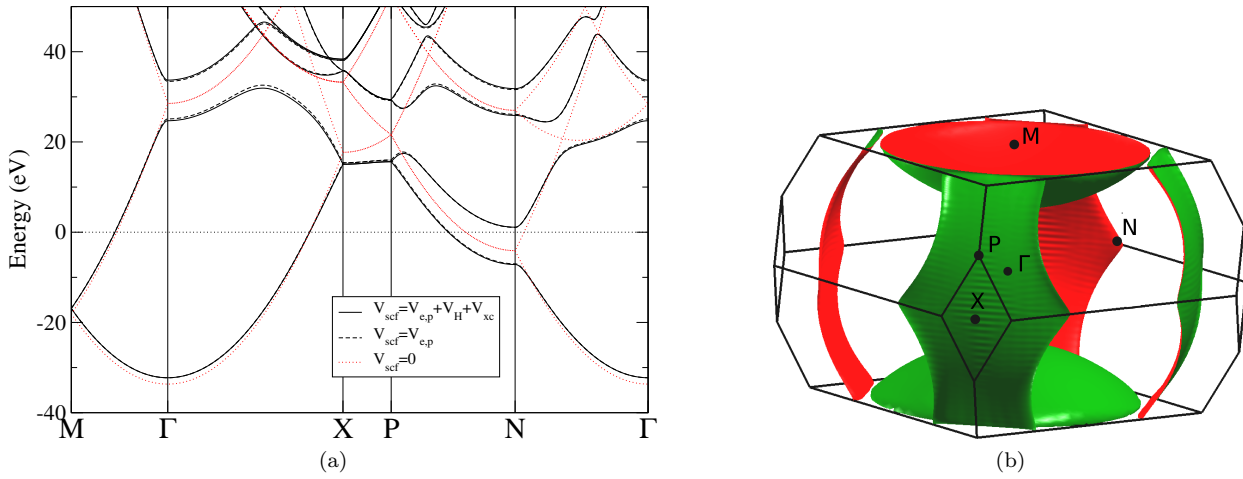 Energy (eV)
40
20
0
-20
-40
V_scf=V_e,p+V_H+V_xc
V_scf=V_e,p
V_scf=0
M Γ X P N Γ
(a)
M
N
P
Γ
X
(b)